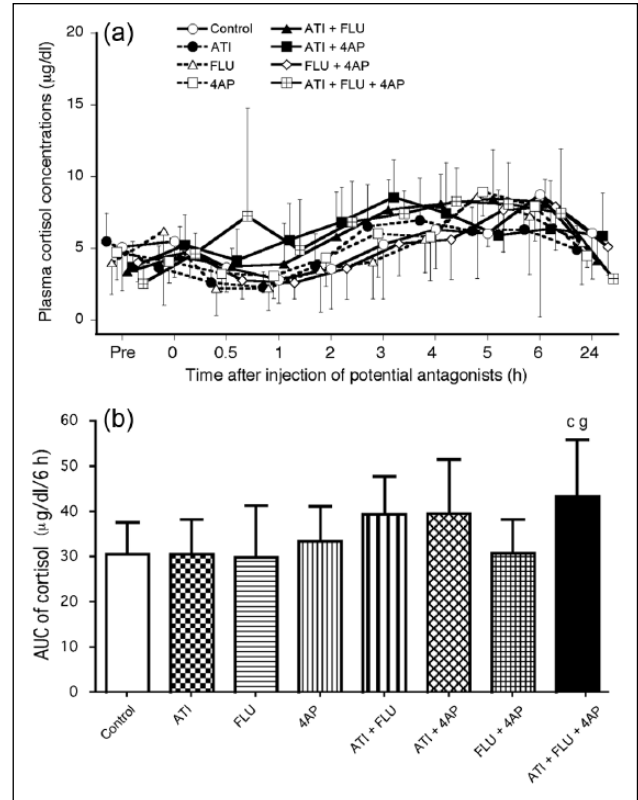 (a)
Control
ATI
FLU
4AP
ATI + FLU
ATI + 4AP
FLU + 4AP
ATI + FLU + 4AP
Plasma cortisol concentrations (µg/dl)
20
15
10
5
0
Pre 0 0.5 1 2 3 4 5 6 24
Time after injection of potential antagonists (h)
(b)
c g
AUC of cortisol (µg/dl/6 h)
60
50
40
30
20
10
0
Control
ATI
FLU
4AP
ATI + FLU
ATI + 4AP
FLU + 4AP
ATI + FLU + 4AP